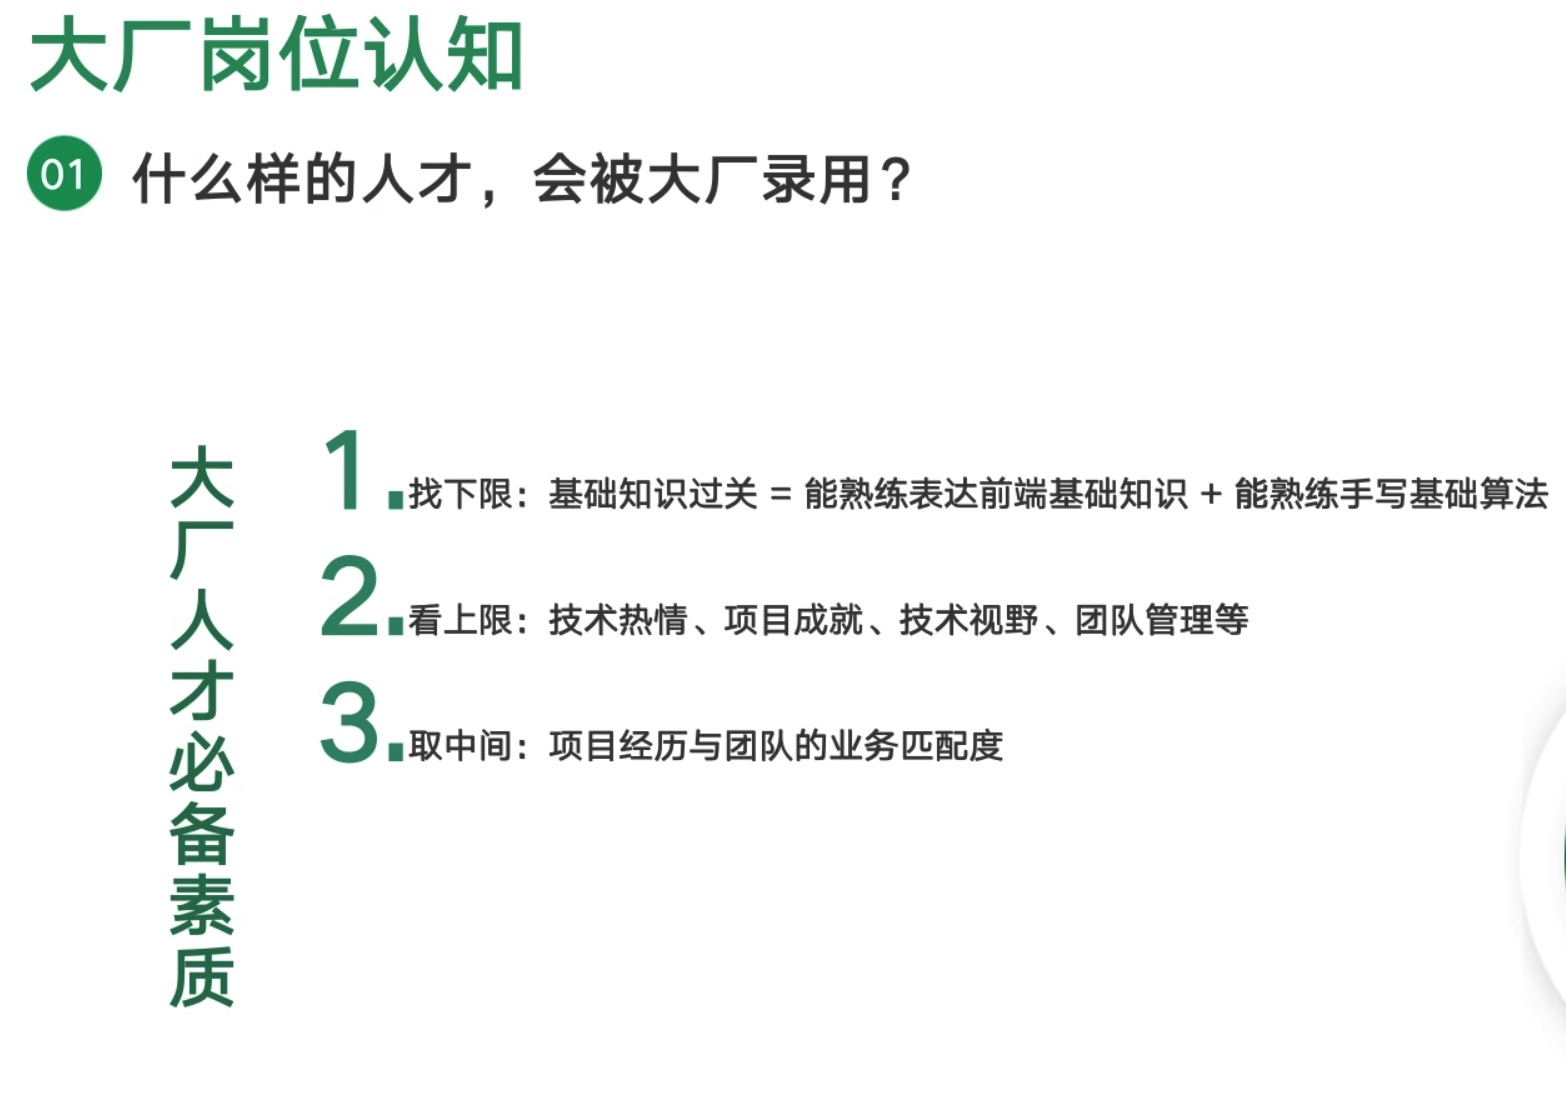 大厂岗位认知
01 什么样的人才，会被大厂录用？
大厂人才必备素质
1.找下限：基础知识过关 = 能熟练表达前端基础知识 + 能熟练手写基础算法
2.看上限：技术热情、项目成就、技术视野、团队管理等
3.取中间：项目经历与团队的业务匹配度